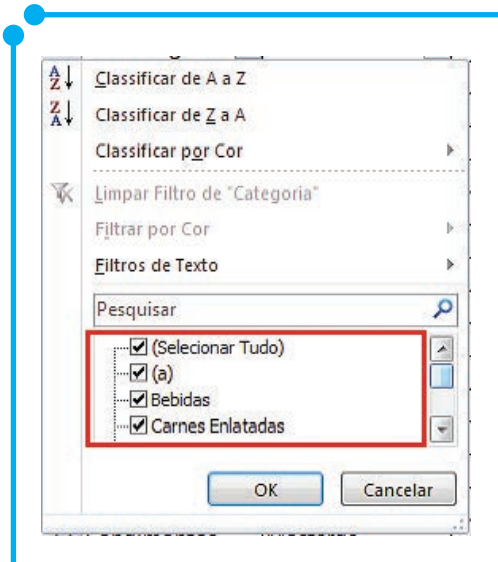 Classificar de A a Z
Classificar de Z a A
Classificar por Cor
Limpar Filtro de "Categoria"
Filtrar por Cor
Filtros de Texto
Pesquisar
(Selecionar Tudo)
(a)
Bebidas
Carnes Enlatadas
OK Cancelar